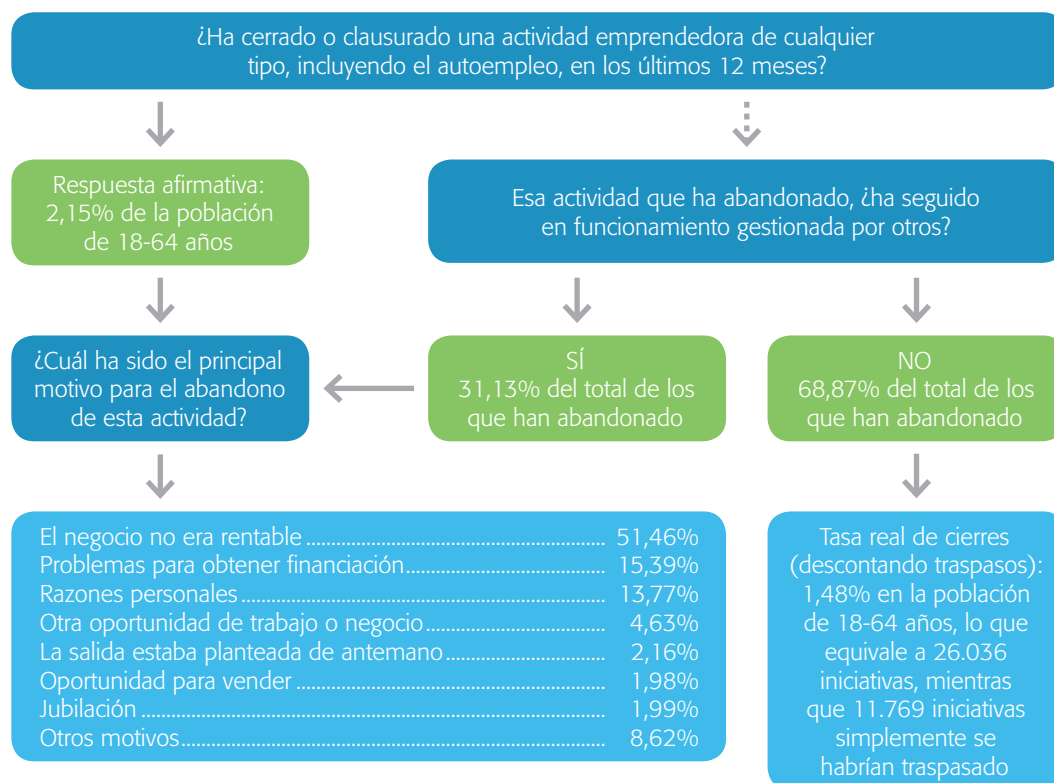 ¿Ha cerrado o clausurado una actividad emprendedora de cualquier
tipo, incluyendo el autoempleo, en los últimos 12 meses?
Respuesta afirmativa:
2,15% de la población
de 18-64 años
Esa actividad que ha abandonado, ¿ha seguido
en funcionamiento gestionada por otros?
¿Cuál ha sido el principal
motivo para el abandono
de esta actividad?
SÍ
31,13% del total de los
que han abandonado
NO
68,87% del total de los
que han abandonado
El negocio no era rentable ........ 51,46%
Problemas para obtener financiación ........ 15,39%
Razones personales ........ 13,77%
Otra oportunidad de trabajo o negocio ........ 4,63%
La salida estaba planteada de antemano ........ 2,16%
Oportunidad para vender ........ 1,98%
Jubilación ........ 1,99%
Otros motivos ........ 8,62%
Tasa real de cierres
(descontando traspasos):
1,48% en la población
de 18-64 años, lo que
equivale a 26.036
iniciativas, mientras
que 11.769 iniciativas
simplemente se
habrían traspasado